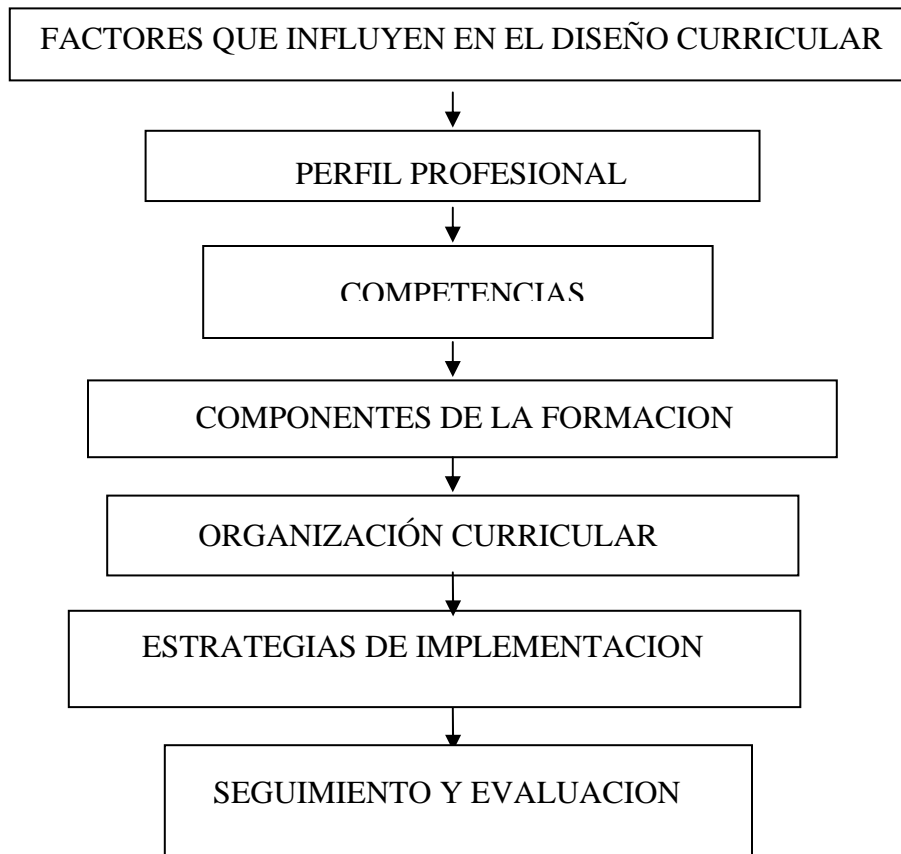 FACTORES QUE INFLUYEN EN EL DISEÑO CURRICULAR
PERFIL PROFESIONAL
COMPETENCIAS
COMPONENTES DE LA FORMACION
ORGANIZACIÓN CURRICULAR
ESTRATEGIAS DE IMPLEMENTACION
SEGUIMIENTO Y EVALUACION